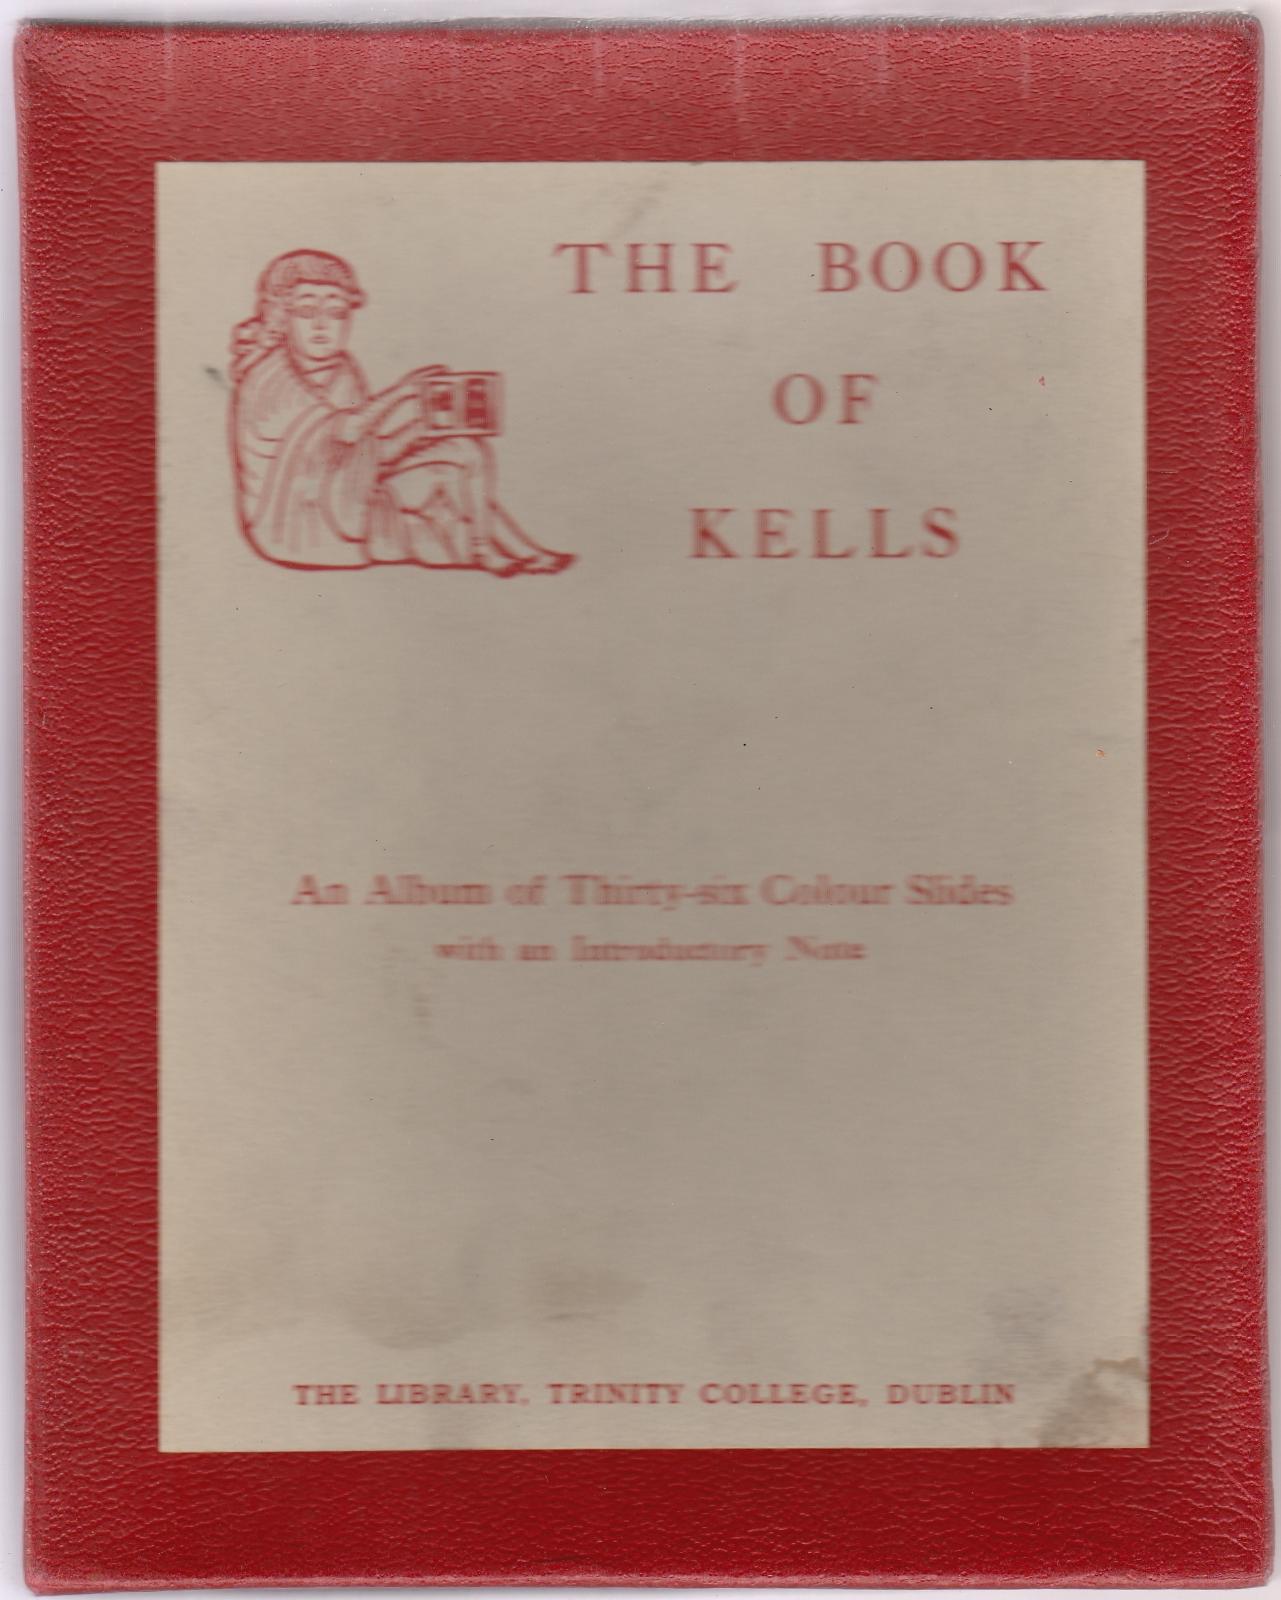 THE BOOK
OF
KELLS
An Album of Thirty-six Colour Slides
with an Introductory Note
THE LIBRARY, TRINITY COLLEGE, DUBLIN